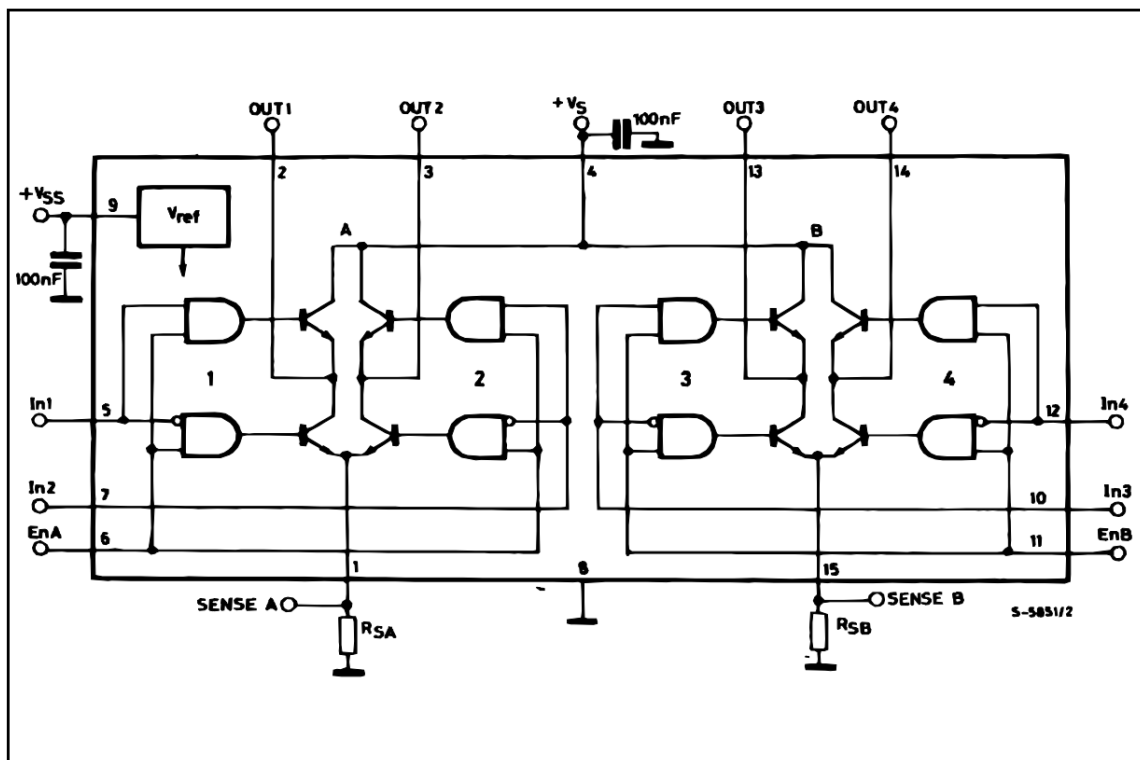 OUT1 OUT2 +VS 100nF OUT3 OUT4
2 3 4 13 14
+VSS 9 Vref
A B
100nF
1 2 3 4
In1 5 12 In4
In2 7 10 In3
EnA 6 11 EnB
1 8 15
SENSE A SENSE B S-5851/2
RSA RSB